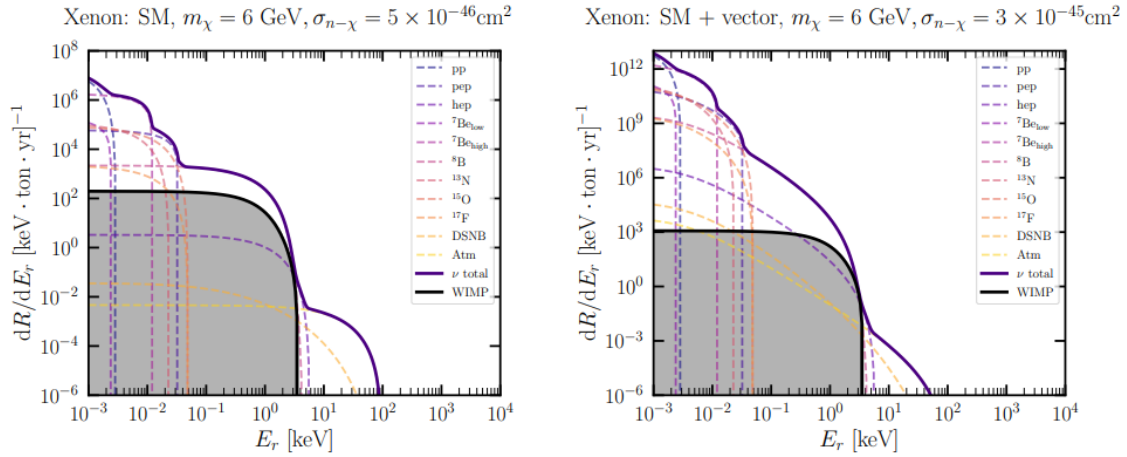 Xenon: SM, mχ = 6 GeV, σn−χ = 5 × 10−46cm2
dR/dEr [keV · ton · yr]−1
108
106
104
102
100
10−2
10−4
10−6
10−3 10−2 10−1 100 101 102 103 104
Er [keV]
pp
pep
hep
7Below
7Behigh
8B
13N
15O
17F
DSNB
Atm
ν total
WIMP
Xenon: SM + vector, mχ = 6 GeV, σn−χ = 3 × 10−45cm2
dR/dEr [keV · ton · yr]−1
1012
109
106
103
100
10−3
10−6
10−3 10−2 10−1 100 101 102 103 104
Er [keV]
pp
pep
hep
7Below
7Behigh
8B
13N
15O
17F
DSNB
Atm
ν total
WIMP